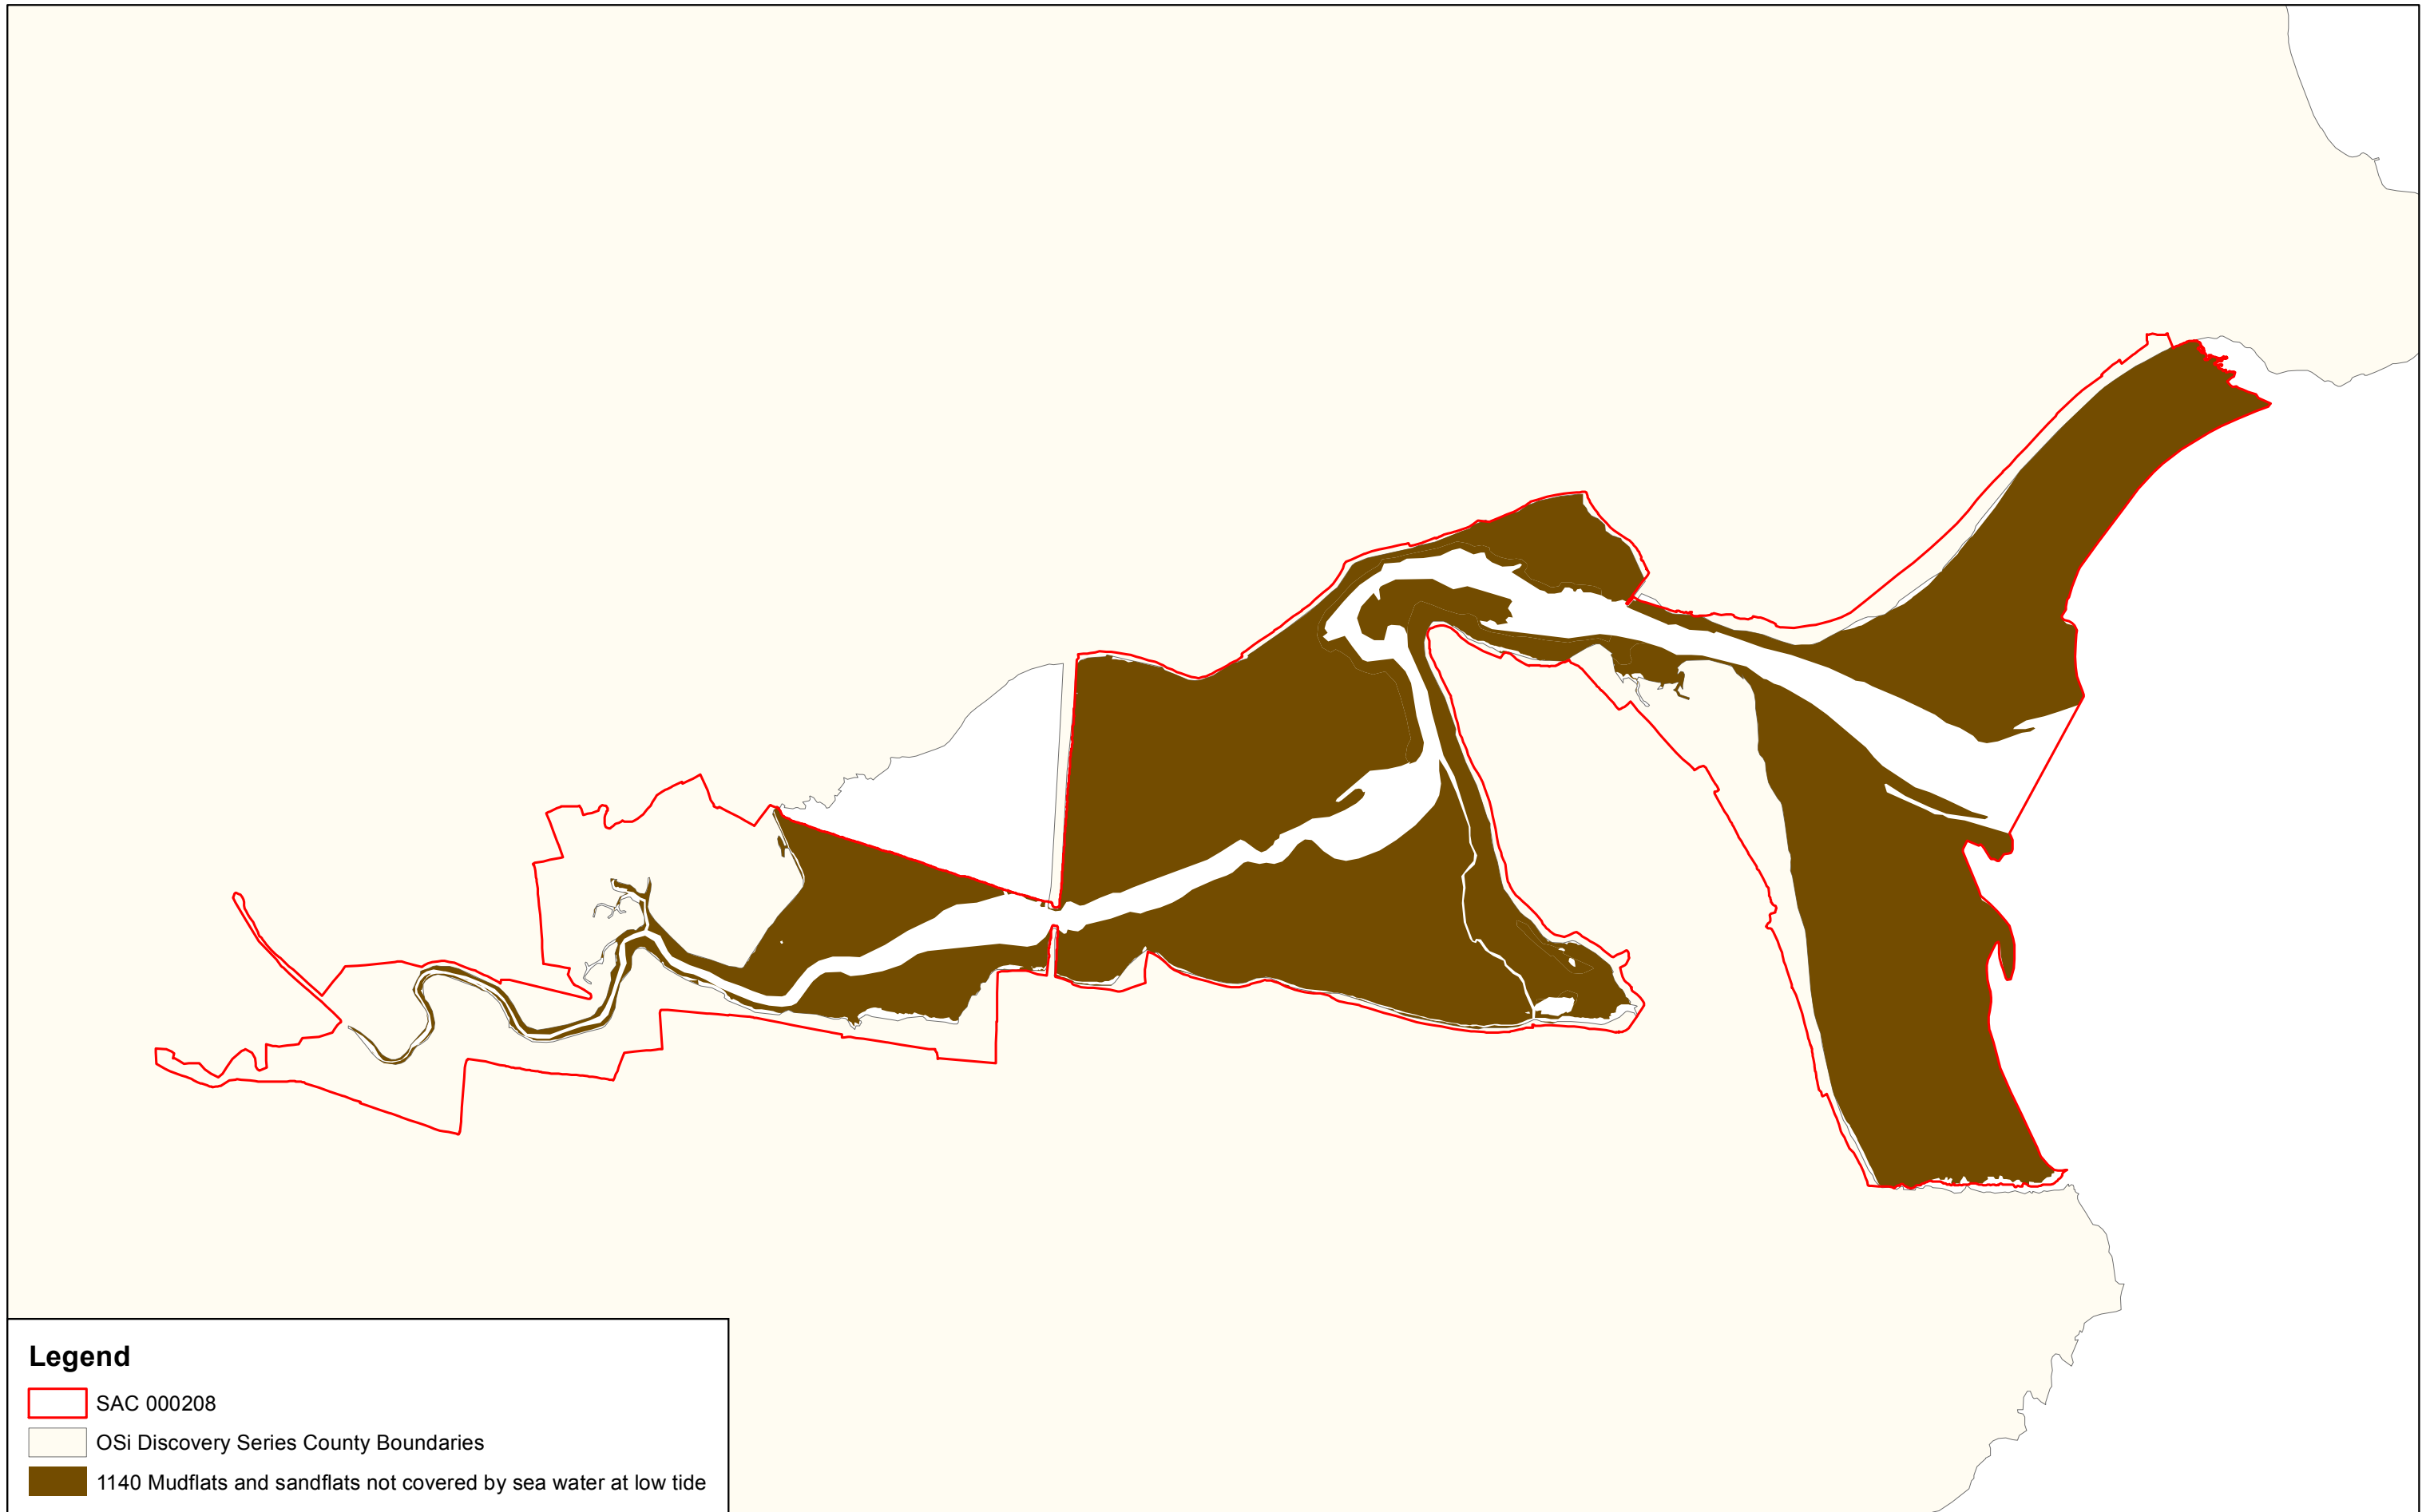 Legend
SAC 000208
OSi Discovery Series County Boundaries
1140 Mudflats and sandflats not covered by sea water at low tide